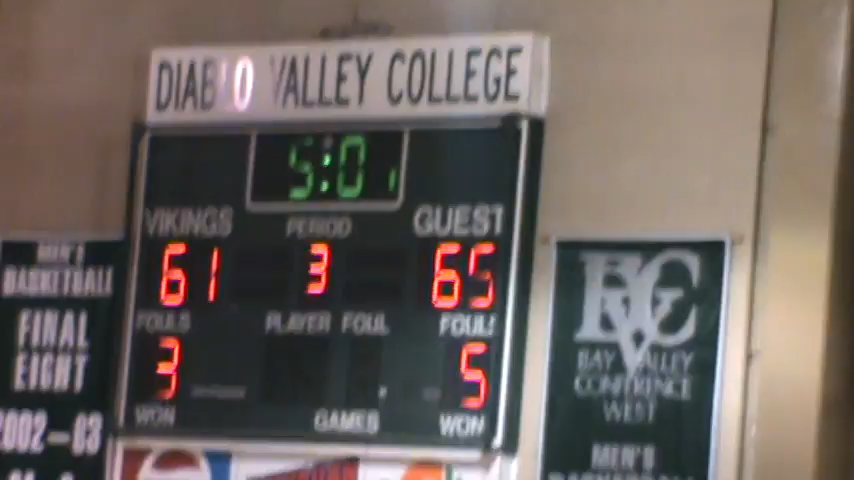 DIABLO VALLEY COLLEGE
5:01
VIKINGS PERIOD GUEST
61 3 65
FOULS PLAYER FOUL FOULS
3 5
WON GAMES WON
MEN'S
BASKETBALL
FINAL
EIGHT
2002-03
BVC
BAY VALLEY
CONFERENCE
WEST
MEN'S